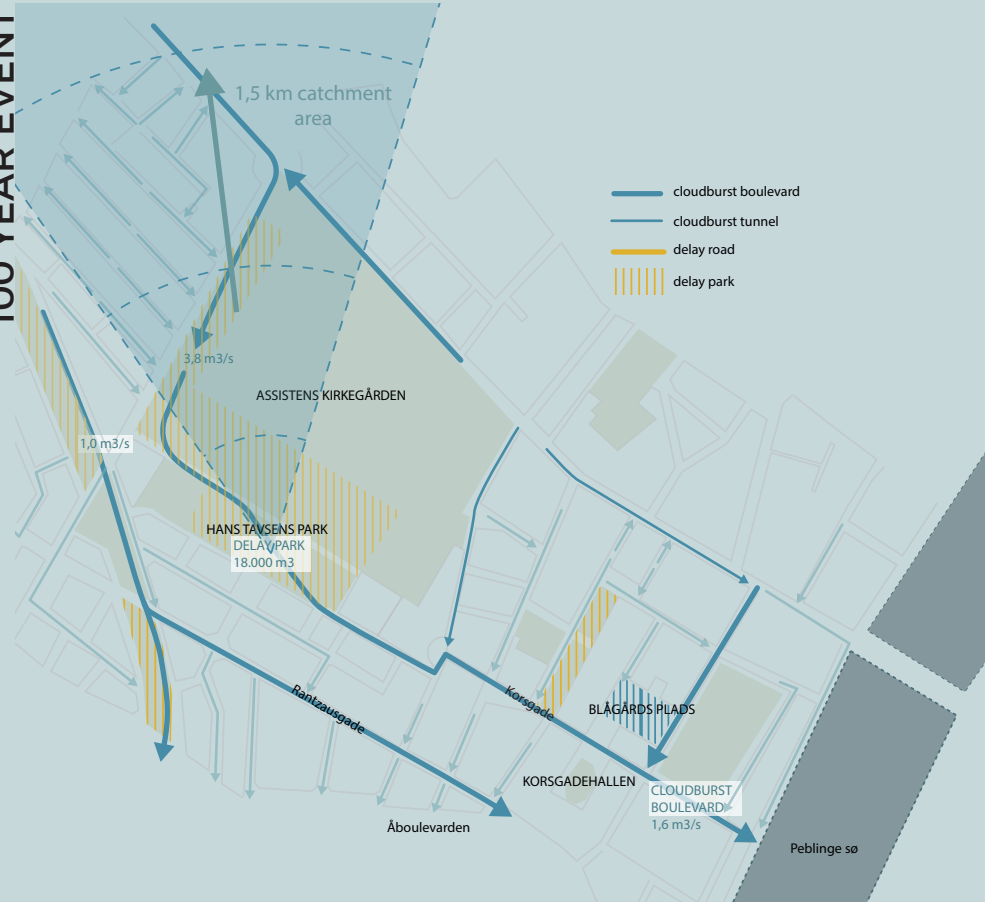 100 YEAR EVENT
1,5 km catchment
area
cloudburst boulevard
cloudburst tunnel
delay road
delay park
3,8 m3/s
ASSISTENS KIRKEGÅRDEN
1,0 m3/s
HANS TAVSENS PARK
DELAY PARK
18.000 m3
Rantzausgade
Korsgade
BLÅGÅRDS PLADS
KORSGADEHALLEN
CLOUDBURST
BOULEVARD
1,6 m3/s
Åboulevarden
Peblinge sø